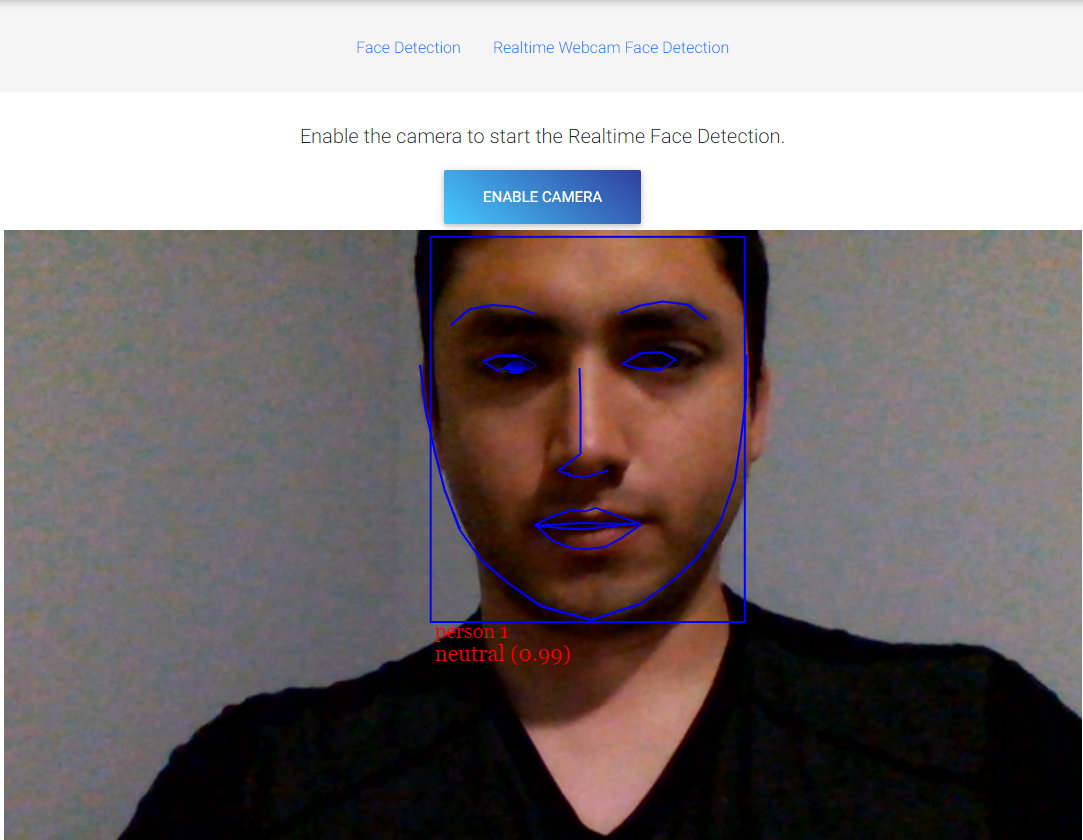 Face Detection Realtime Webcam Face Detection
Enable the camera to start the Realtime Face Detection.
ENABLE CAMERA
person 1
neutral (0.99)